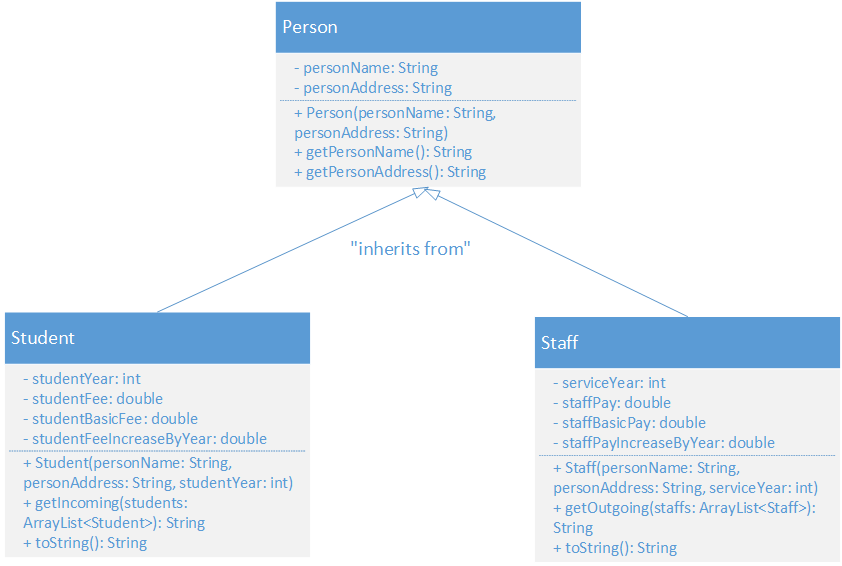 Person
- personName: String
- personAddress: String
+ Person(personName: String,
personAddress: String)
+ getPersonName(): String
+ getPersonAddress(): String
"inherits from"
Student
- studentYear: int
- studentFee: double
- studentBasicFee: double
- studentFeeIncreaseByYear: double
+ Student(personName: String,
personAddress: String, studentYear: int)
+ getIncoming(students:
ArrayList<Student>): String
+ toString(): String
Staff
- serviceYear: int
- staffPay: double
- staffBasicPay: double
- staffPayIncreaseByYear: double
+ Staff(personName: String,
personAddress: String, serviceYear: int)
+ getOutgoing(staffs: ArrayList<Staff>):
String
+ toString(): String